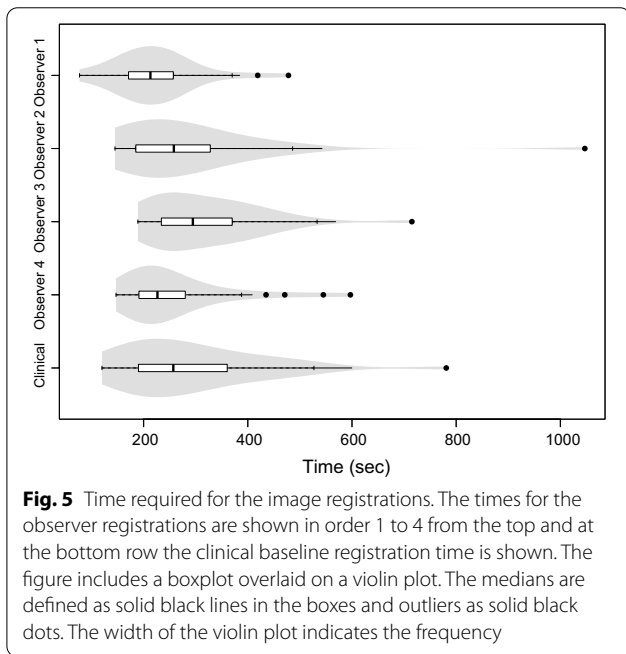 Observer 1
Observer 2
Observer 3
Observer 4
Clinical
200 400 600 800 1000
Time (sec)
Fig. 5 Time required for the image registrations. The times for the
observer registrations are shown in order 1 to 4 from the top and at
the bottom row the clinical baseline registration time is shown. The
figure includes a boxplot overlaid on a violin plot. The medians are
defined as solid black lines in the boxes and outliers as solid black
dots. The width of the violin plot indicates the frequency